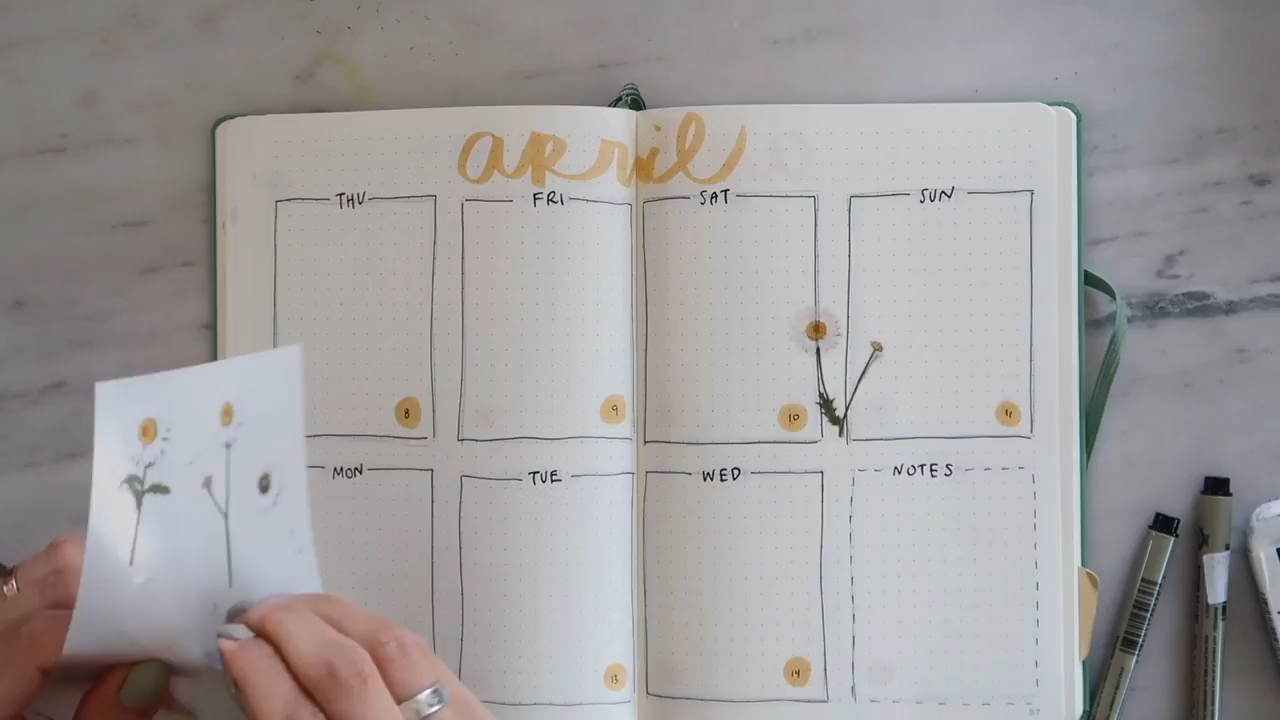 april
THU FRI SAT SUN
8 9 10 11
MON TUE WED NOTES
13 14